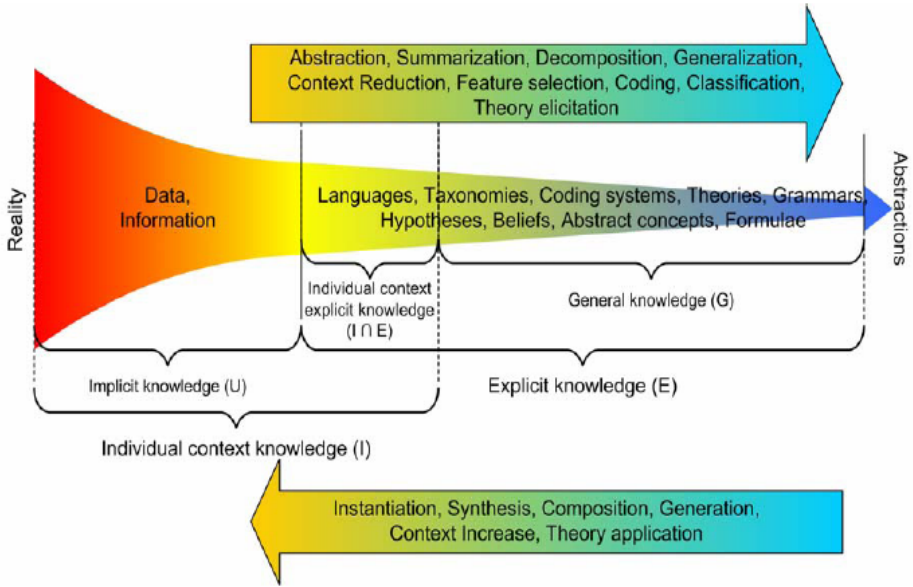 Abstraction, Summarization, Decomposition, Generalization,
Context Reduction, Feature selection, Coding, Classification,
Theory elicitation
Reality
Data,
Information
Languages, Taxonomies, Coding systems, Theories, Grammars,
Hypotheses, Beliefs, Abstract concepts, Formulae
Abstractions
Individual context
explicit knowledge
(I ∩ E)
General knowledge (G)
Implicit knowledge (U)
Explicit knowledge (E)
Individual context knowledge (I)
Instantiation, Synthesis, Composition, Generation,
Context Increase, Theory application